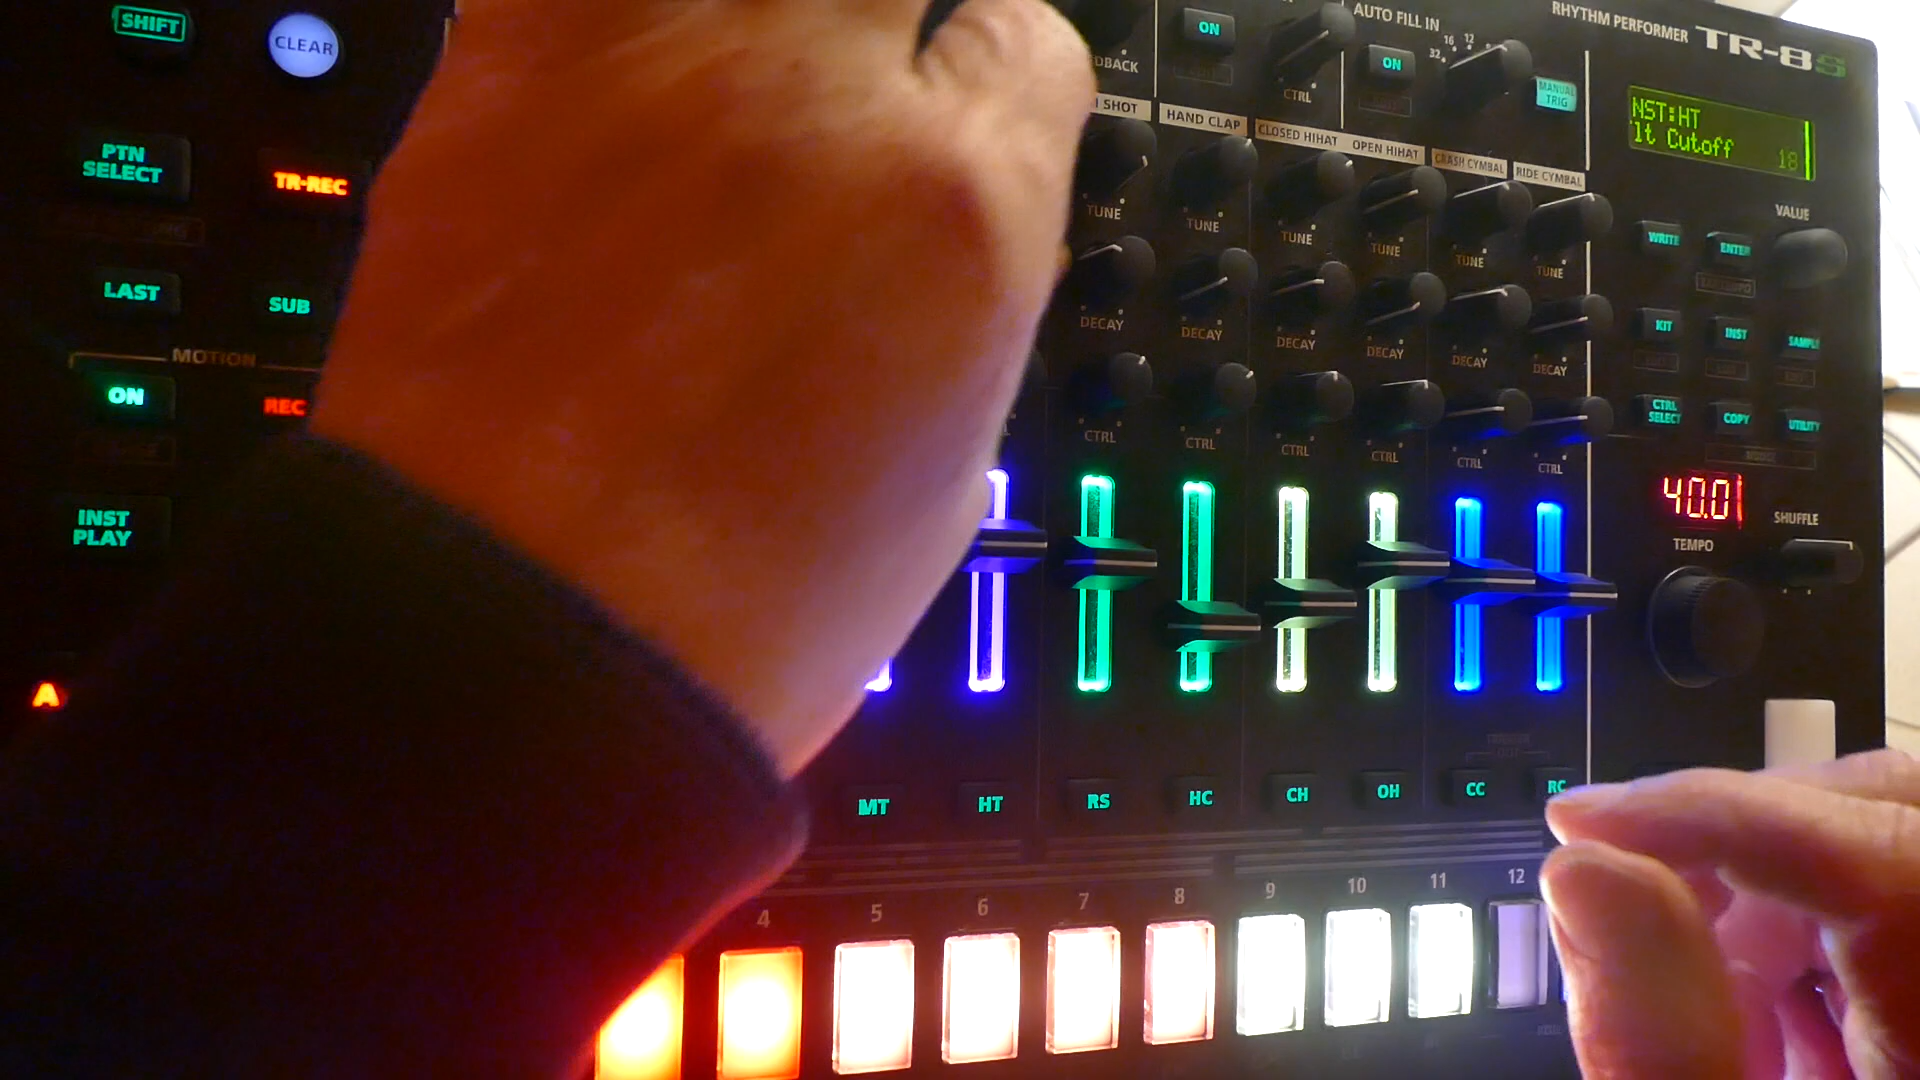 SHIFT
CLEAR
PTN
SELECT
TR-REC
LAST
SUB
MOTION
ON
REC
INST
PLAY
A
DBACK
ON
CTRL
AUTO FILL IN
ON
32
16
12
MANUAL
TRIG
RHYTHM PERFORMER TR-8S
NST:HT
lt Cutoff 18
SHOT
HAND CLAP
CLOSED HIHAT
OPEN HIHAT
CRASH CYMBAL
RIDE CYMBAL
TUNE TUNE TUNE TUNE TUNE TUNE
DECAY DECAY DECAY DECAY DECAY DECAY
CTRL CTRL CTRL CTRL CTRL CTRL
VALUE
WRITE
ENTER
KIT
INST
SAMPLE
CTRL
SELECT
COPY
UTILITY
40.0
SHUFFLE
TEMPO
MT HT RS HC CH OH CC RC
4 5 6 7 8 9 10 11 12